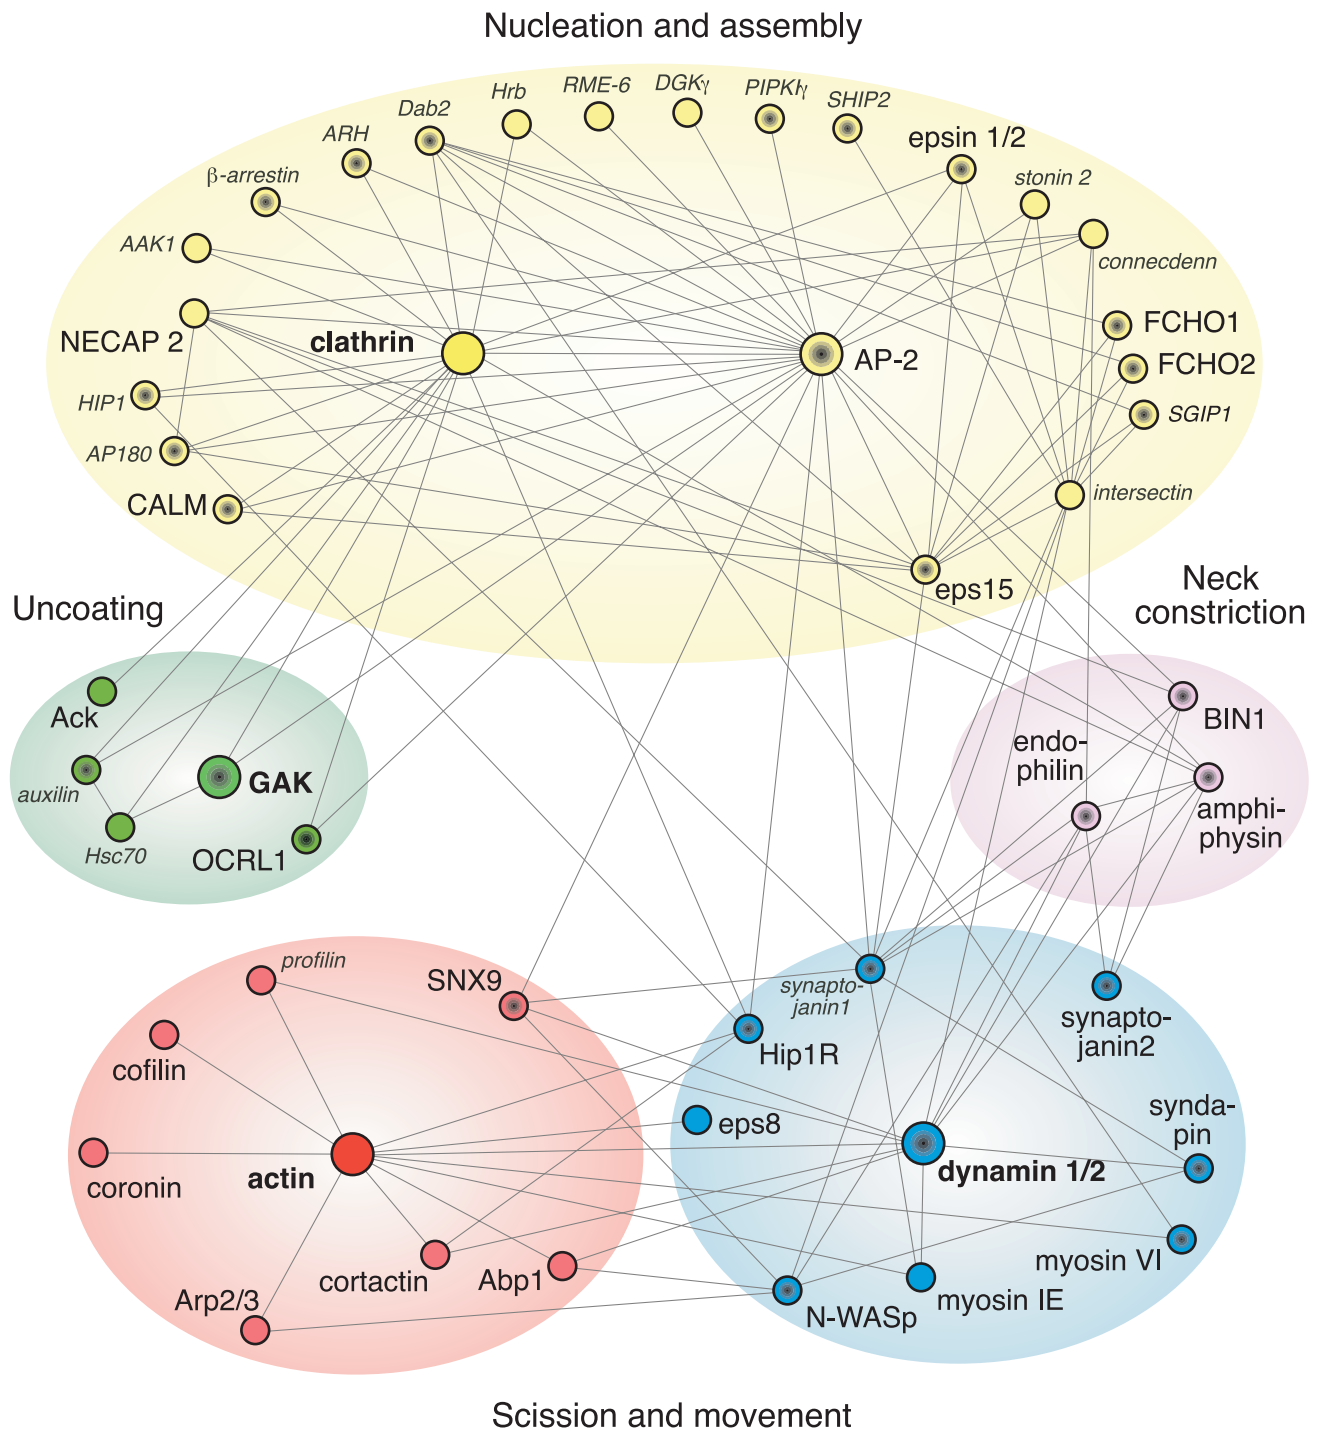 Nucleation and assembly
Hrb
RME-6
DGKγ
PIPKIγ
SHIP2
Dab2
ARH
epsin 1/2
β-arrestin
stonin 2
AAK1
connecdenn
NECAP 2
clathrin
AP-2
FCHO1
FCHO2
HIP1
SGIP1
AP180
CALM
intersectin
eps15
Uncoating
Neck
constriction
Ack
BIN1
endo-
philin
auxilin
GAK
amphi-
physin
Hsc70
OCRL1
profilin
SNX9
synapto-
janin1
synapto-
janin2
cofilin
Hip1R
eps8
synda-
pin
coronin
actin
dynamin 1/2
cortactin
Abp1
myosin VI
Arp2/3
myosin IE
N-WASp
Scission and movement